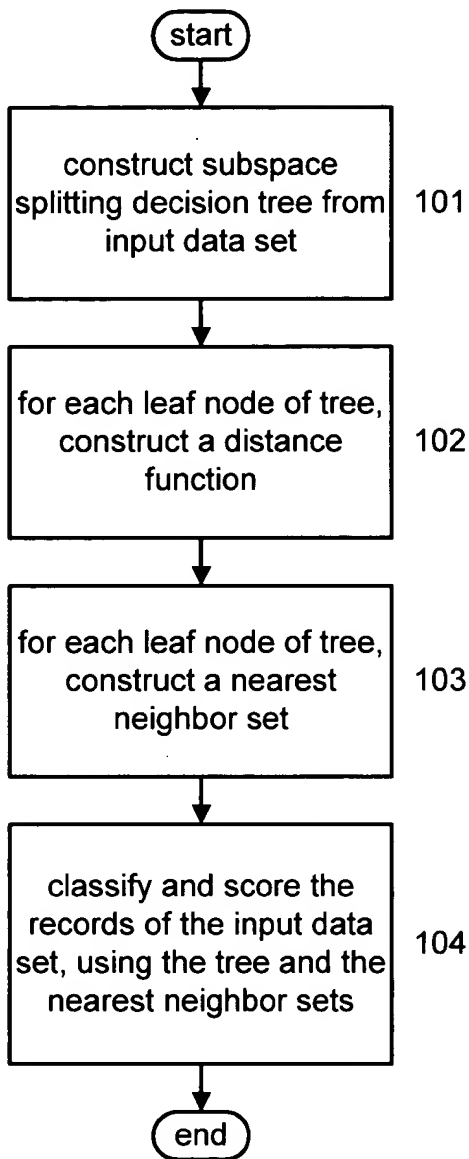 start
construct subspace
splitting decision tree from
input data set
101
for each leaf node of tree,
construct a distance
function
102
for each leaf node of tree,
construct a nearest
neighbor set
103
classify and score the
records of the input data
set, using the tree and the
nearest neighbor sets
104
end